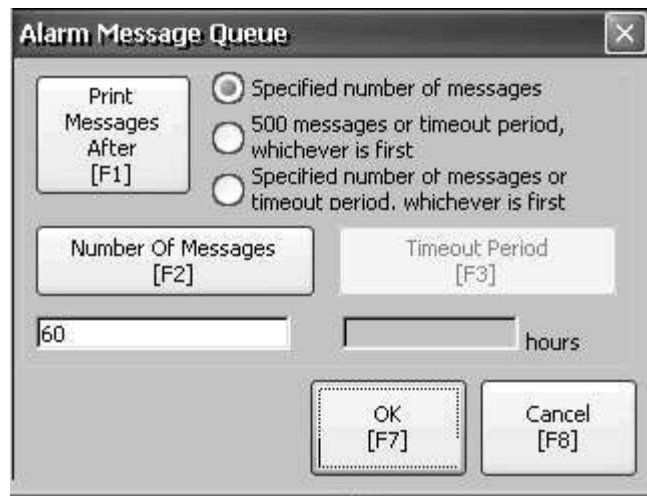 Alarm Message Queue
Print
Messages
After
[F1]
Specified number of messages
500 messages or timeout period,
whichever is first
Specified number of messages or
timeout period, whichever is first
Number Of Messages
[F2]
Timeout Period
[F3]
60
hours
OK
[F7]
Cancel
[F8]